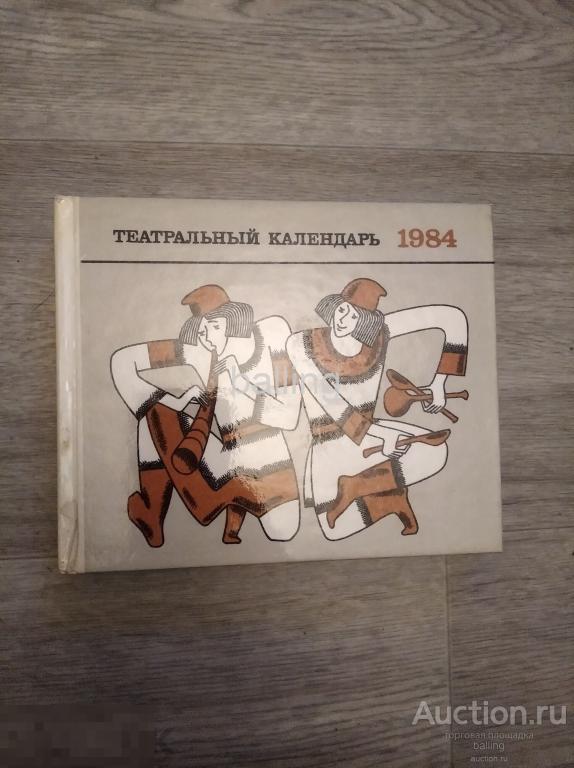 ТЕАТРАЛЬНЫЙ КАЛЕНДАРЬ 1984
balling
Auction.ru
торговая площадка
balling
auction.ru